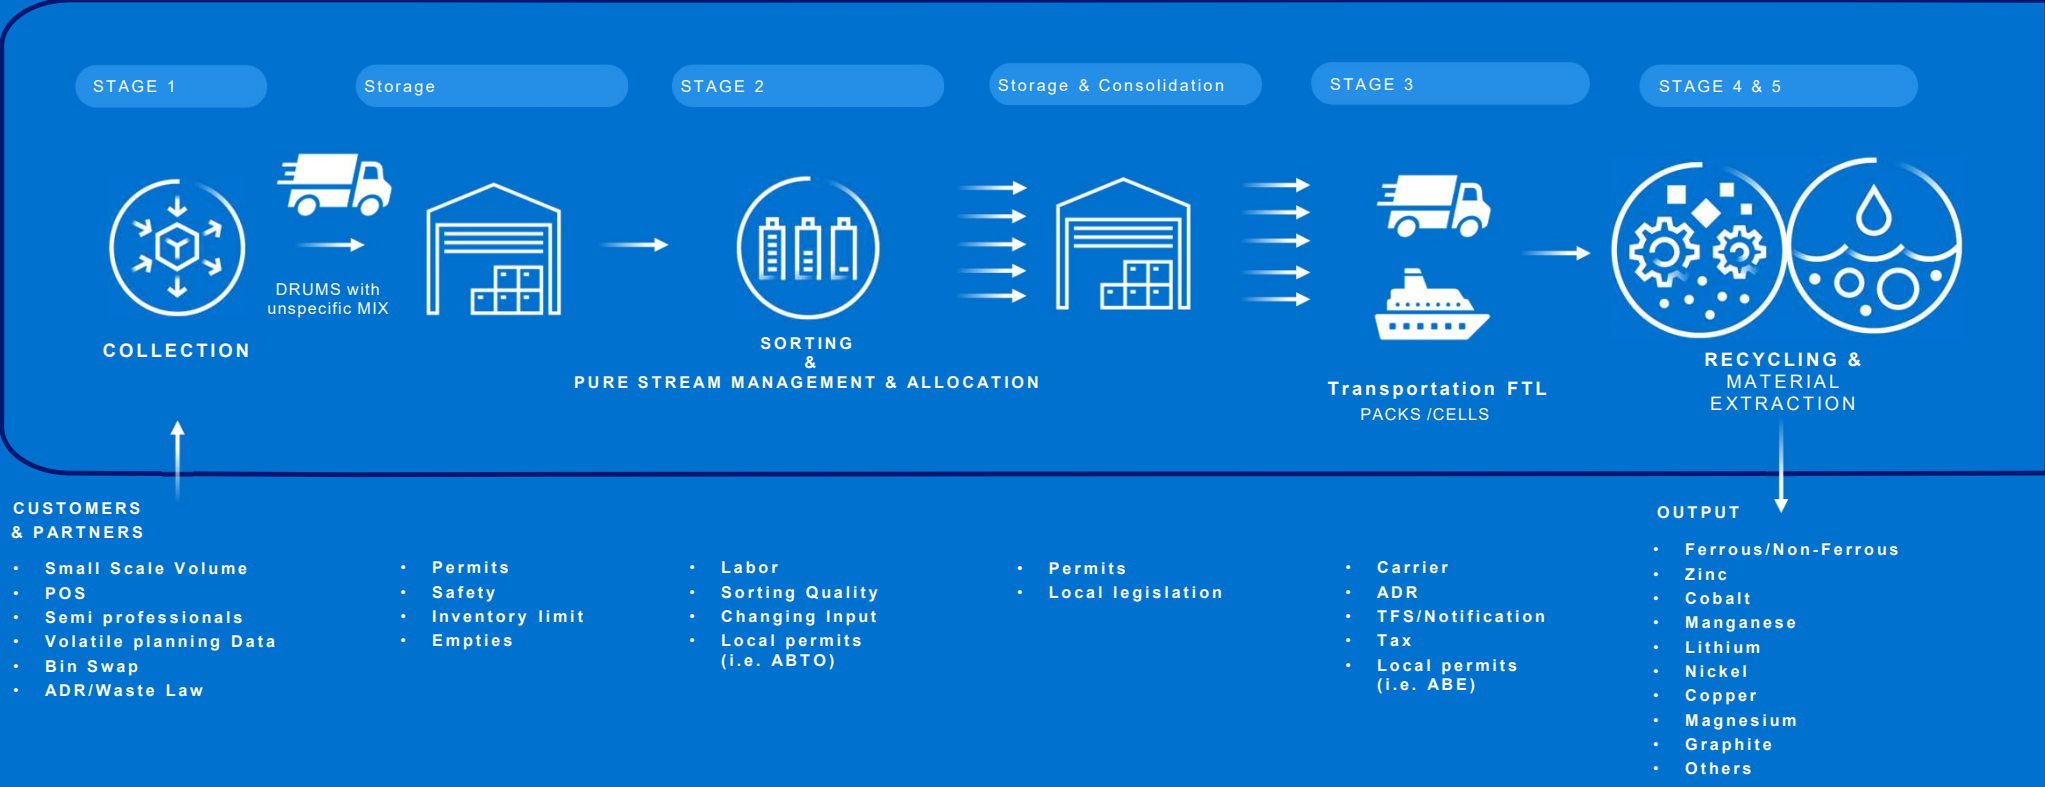 STAGE 1
Storage
STAGE 2
Storage & Consolidation
STAGE 3
STAGE 4 & 5
COLLECTION
DRUMS with
unspecific MIX
SORTING
&
PURE STREAM MANAGEMENT & ALLOCATION
Transportation FTL
PACKS /CELLS
RECYCLING &
MATERIAL
EXTRACTION
CUSTOMERS
& PARTNERS
• Small Scale Volume
• POS
• Semi professionals
• Volatile planning Data
• Bin Swap
• ADR/Waste Law
• Permits
• Safety
• Inventory limit
• Empties
• Labor
• Sorting Quality
• Changing Input
• Local permits
(i.e. ABTO)
• Permits
• Local legislation
• Carrier
• ADR
• TFS/Notification
• Tax
• Local permits
(i.e. ABE)
OUTPUT
• Ferrous/Non-Ferrous
• Zinc
• Cobalt
• Manganese
• Lithium
• Nickel
• Copper
• Magnesium
• Graphite
• Others